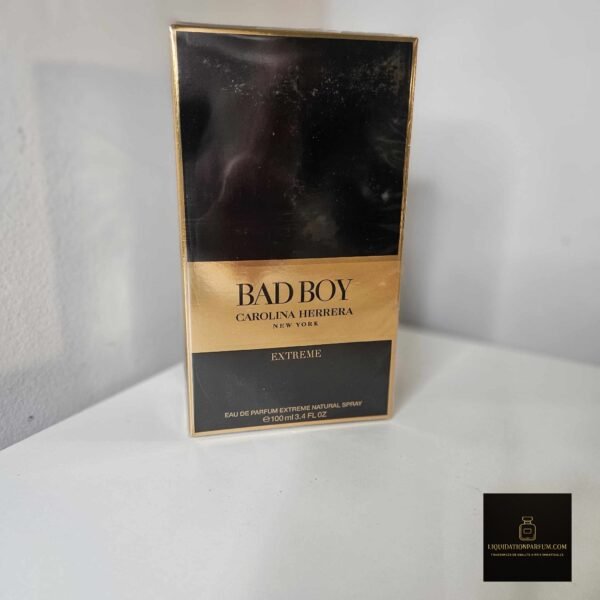 BAD BOY
CAROLINA HERRERA
NEW YORK
EXTREME
EAU DE PARFUM EXTREME NATURAL SPRAY
℮100 ml 3.4 FL OZ
LIQUIDATIONPARFUM.COM